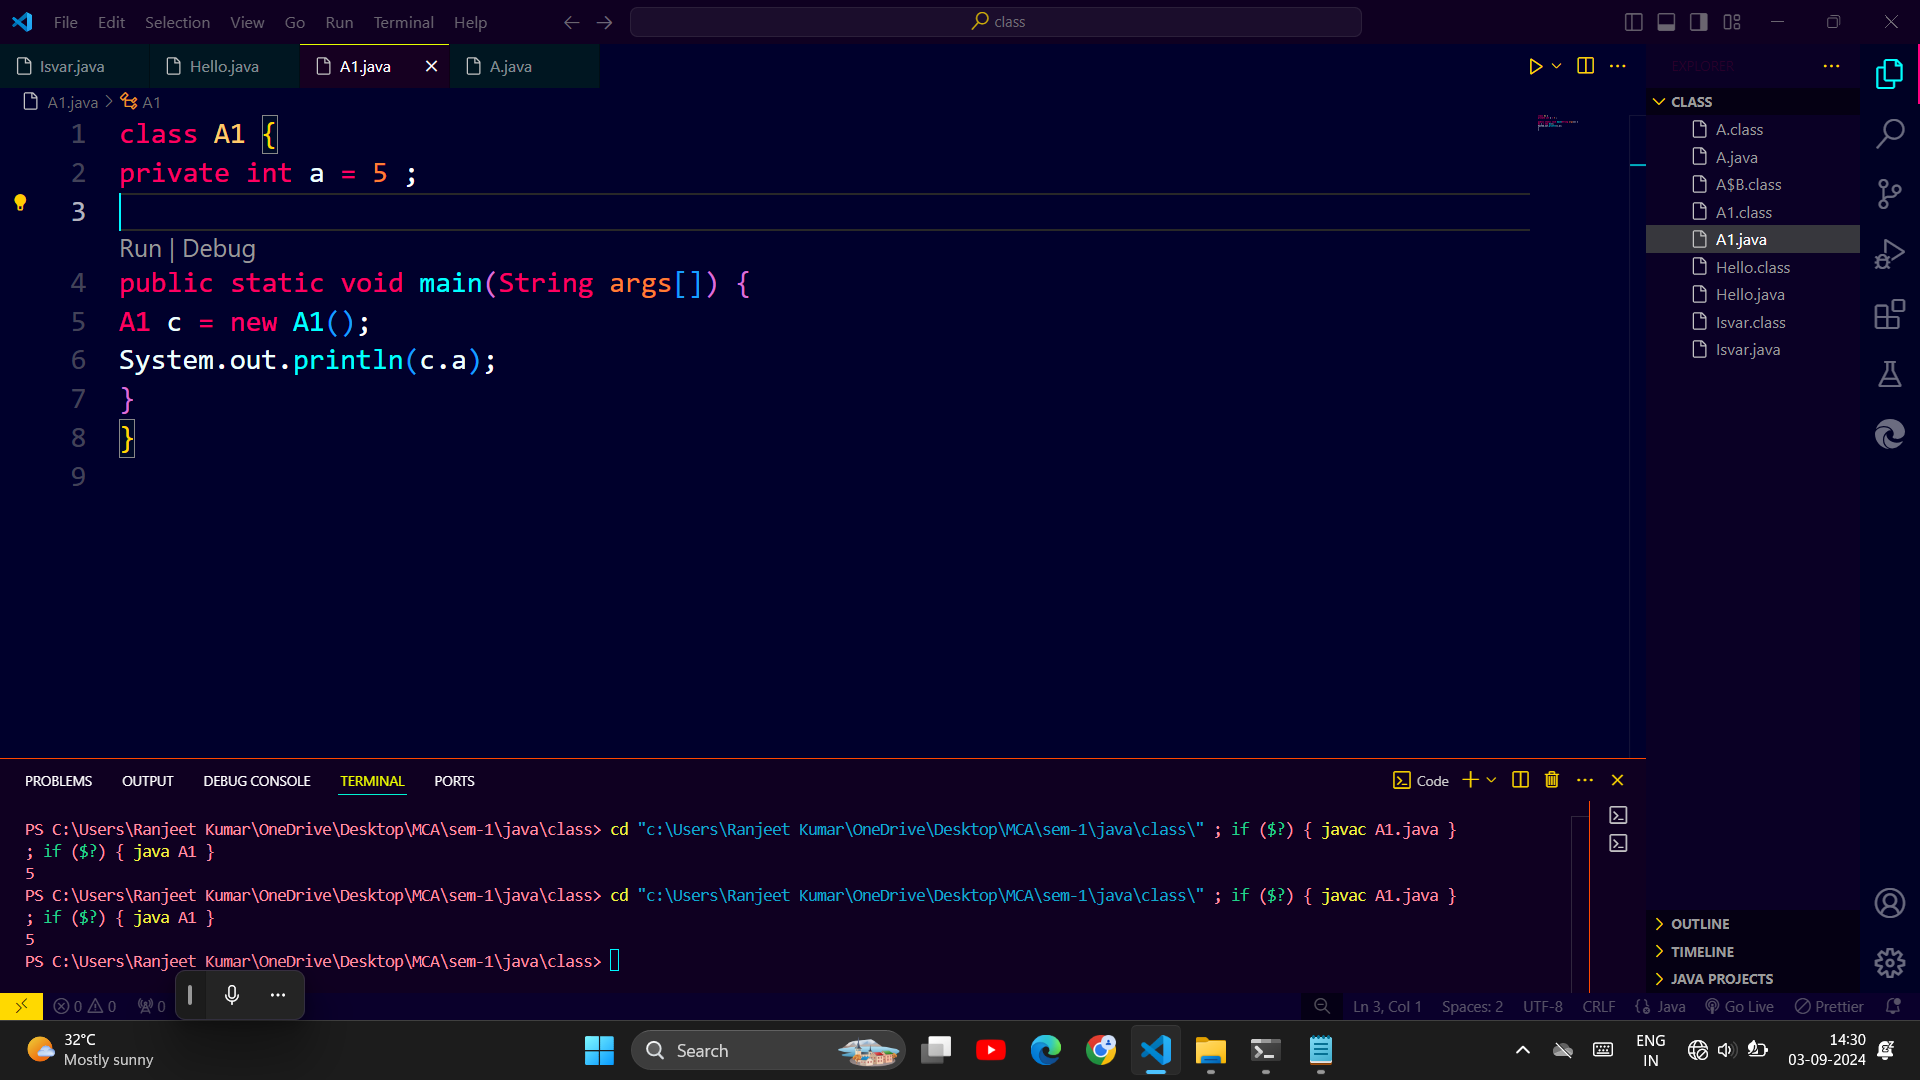 File Edit Selection View Go Run Terminal Help
class
Isvar.java
Hello.java
A1.java
A.java
EXPLORER
A1.java > A1
1 class A1 {
2 private int a = 5 ;
3
Run | Debug
4 public static void main(String args[]) {
5 A1 c = new A1();
6 System.out.println(c.a);
7 }
8 }
9
CLASS
A.class
A.java
A$B.class
A1.class
A1.java
Hello.class
Hello.java
Isvar.class
Isvar.java
OUTLINE
TIMELINE
JAVA PROJECTS
PROBLEMS OUTPUT DEBUG CONSOLE TERMINAL PORTS
Code
PS C:\Users\Ranjeet Kumar\OneDrive\Desktop\MCA\sem-1\java\class> cd "c:\Users\Ranjeet Kumar\OneDrive\Desktop\MCA\sem-1\java\class\" ; if ($?) { javac A1.java }
; if ($?) { java A1 }
5
PS C:\Users\Ranjeet Kumar\OneDrive\Desktop\MCA\sem-1\java\class> cd "c:\Users\Ranjeet Kumar\OneDrive\Desktop\MCA\sem-1\java\class\" ; if ($?) { javac A1.java }
; if ($?) { java A1 }
5
PS C:\Users\Ranjeet Kumar\OneDrive\Desktop\MCA\sem-1\java\class>
0 0 0
Ln 3, Col 1 Spaces: 2 UTF-8 CRLF {} Java Go Live Prettier
32°C
Mostly sunny
Search
ENG
IN
14:30
03-09-2024